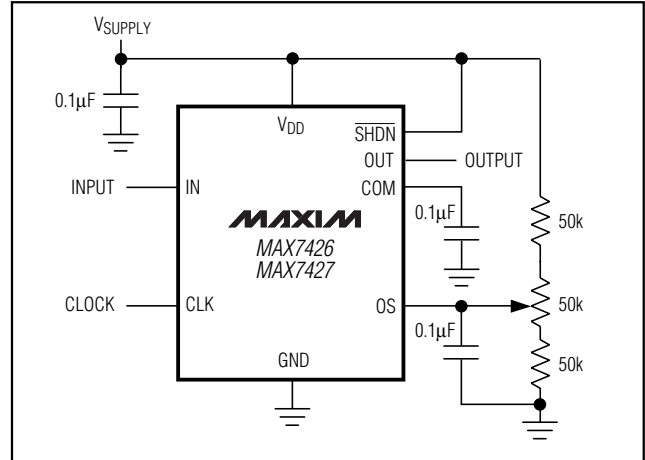 VSUPPLY
0.1μF
VDD
SHDN
OUT
OUTPUT
INPUT
IN
COM
MAXIM
0.1μF
50k
MAX7426
MAX7427
CLOCK
CLK
OS
50k
0.1μF
GND
50k